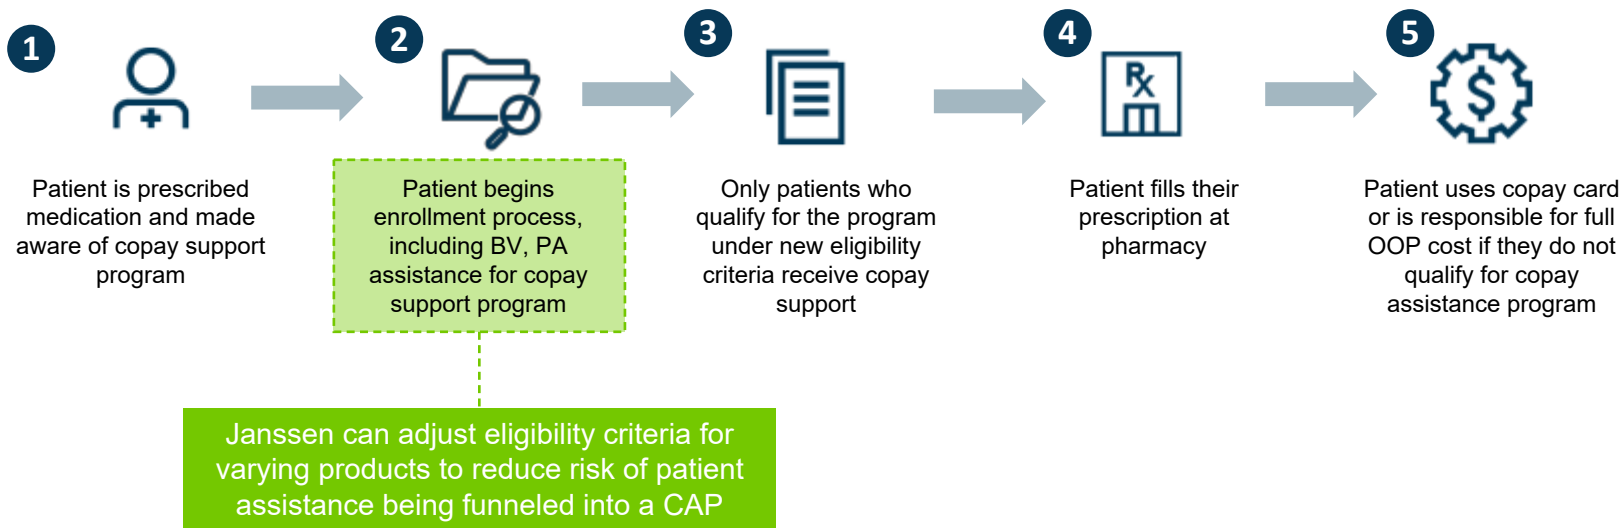 1
Patient is prescribed
medication and made
aware of copay support
program
2
Patient begins
enrollment process,
including BV, PA
assistance for copay
support program
3
Only patients who
qualify for the program
under new eligibility
criteria receive copay
support
4
Rx
Patient fills their
prescription at
pharmacy
5
$
Patient uses copay card
or is responsible for full
OOP cost if they do not
qualify for copay
assistance program
Janssen can adjust eligibility criteria for
varying products to reduce risk of patient
assistance being funneled into a CAP